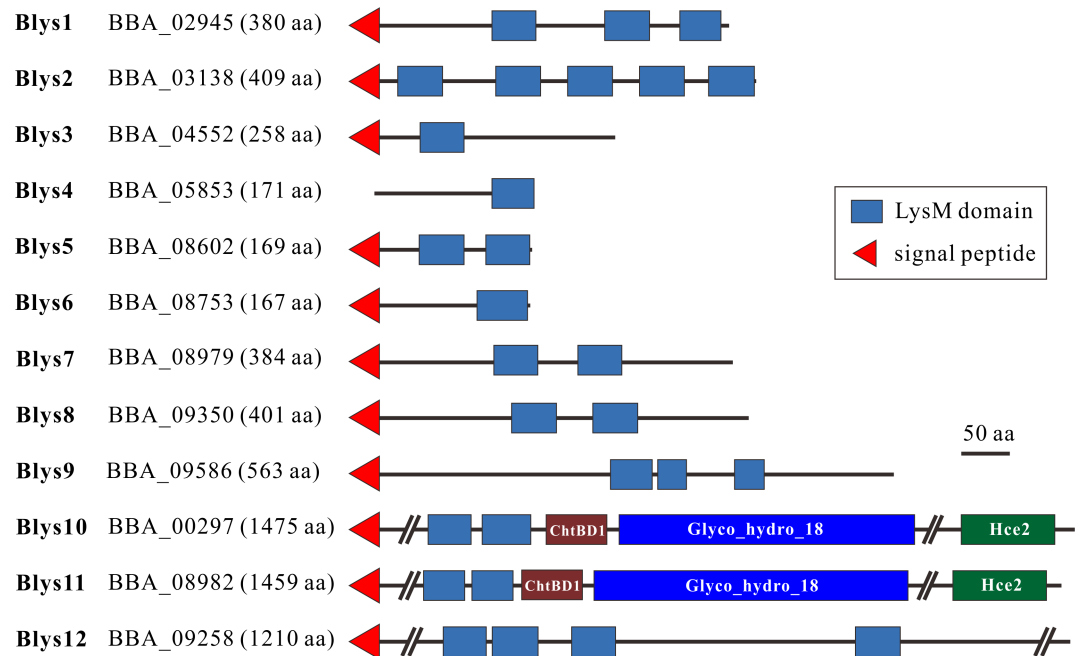 Blys1 BBA_02945 (380 aa)
Blys2 BBA_03138 (409 aa)
Blys3 BBA_04552 (258 aa)
Blys4 BBA_05853 (171 aa)
Blys5 BBA_08602 (169 aa)
Blys6 BBA_08753 (167 aa)
Blys7 BBA_08979 (384 aa)
Blys8 BBA_09350 (401 aa)
Blys9 BBA_09586 (563 aa)
Blys10 BBA_00297 (1475 aa) ChtBD1 Glyco_hydro_18 Hce2
Blys11 BBA_08982 (1459 aa) ChtBD1 Glyco_hydro_18 Hce2
Blys12 BBA_09258 (1210 aa)
LysM domain
signal peptide
50 aa